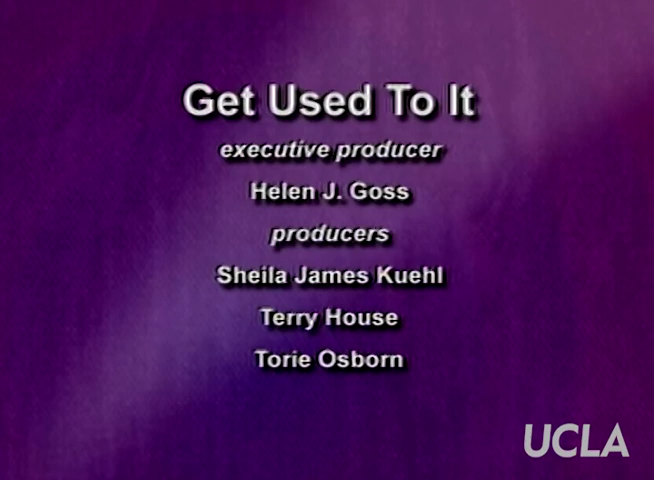 Get Used To It
executive producer
Helen J. Goss
producers
Sheila James Kuehl
Terry House
Torie Osborn
UCLA